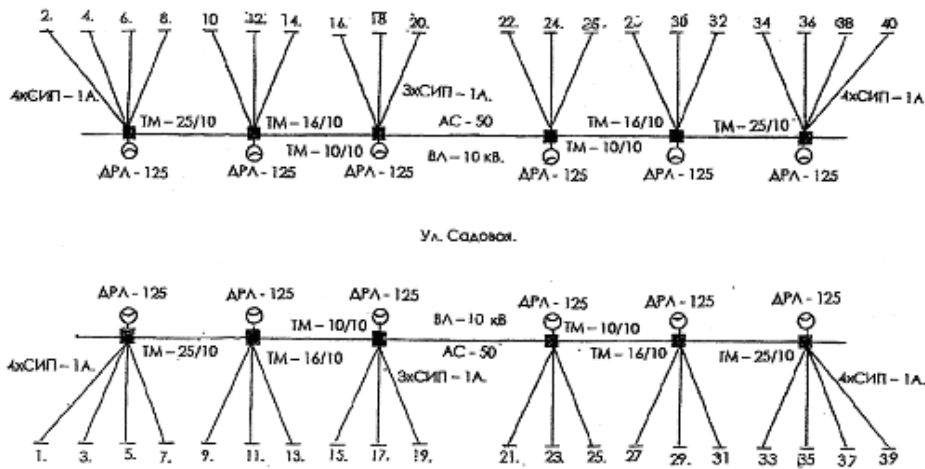 2. 4. 6. 8. 10 12. 14. 16. 18 20. 22. 24. 26. 28 30 32 34 36 38 40
4хСИП – 1А. 3хСИП – 1А. 4хСИП – 1А
ТМ – 25/10 ТМ – 16/10 АС – 50 ТМ – 16/10 ТМ – 25/10
ТМ – 10/10 ВЛ – 10 кВ. ТМ – 10/10
ДРЛ - 125 ДРЛ - 125 ДРЛ - 125 ДРЛ - 125 ДРЛ - 125 ДРЛ - 125
Ул. Садовая.
ДРЛ - 125 ДРЛ - 125 ДРЛ - 125 ДРЛ - 125 ДРЛ - 125 ДРЛ - 125
ТМ – 10/10 ВЛ – 10 кВ ТМ – 10/10
ТМ – 25/10 ТМ – 16/10 АС – 50 ТМ – 16/10 ТМ – 25/10
4хСИП – 1А. 3хСИП – 1А. 4хСИП – 1А.
1. 3. 5. 7. 9. 11. 13. 15. 17. 19. 21. 23. 25. 27 29. 31 33 35 37 39